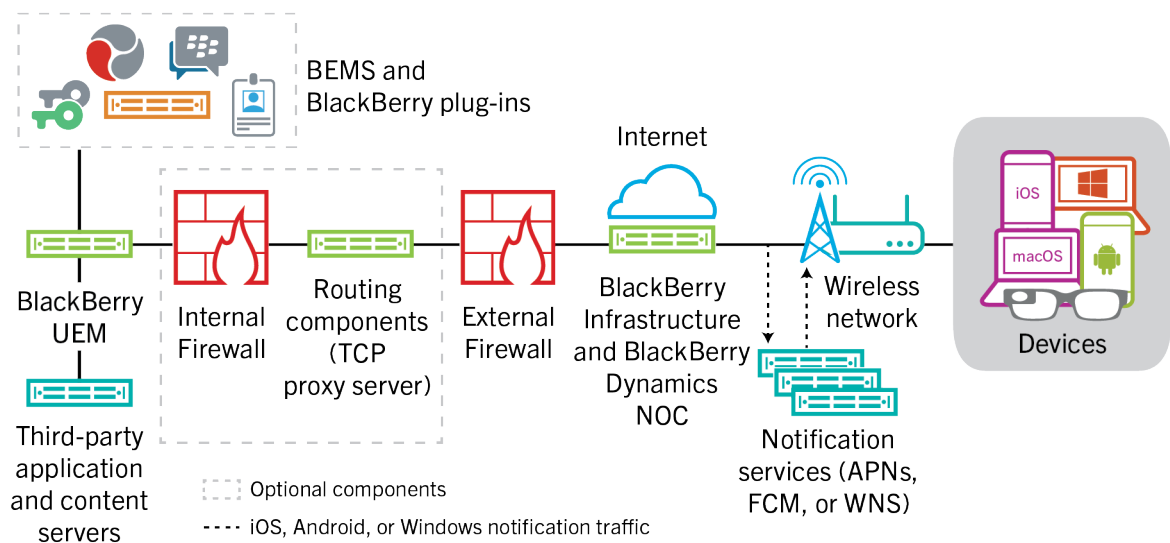 BEMS and
BlackBerry plug-ins
Internet
iOS
macOS
BlackBerry
UEM
Internal
Firewall
Routing
components
(TCP
proxy server)
External
Firewall
BlackBerry
Infrastructure
and BlackBerry
Dynamics
NOC
Wireless
network
Devices
Third-party
application
and content
servers
Notification
services (APNs,
FCM, or WNS)
Optional components
iOS, Android, or Windows notification traffic